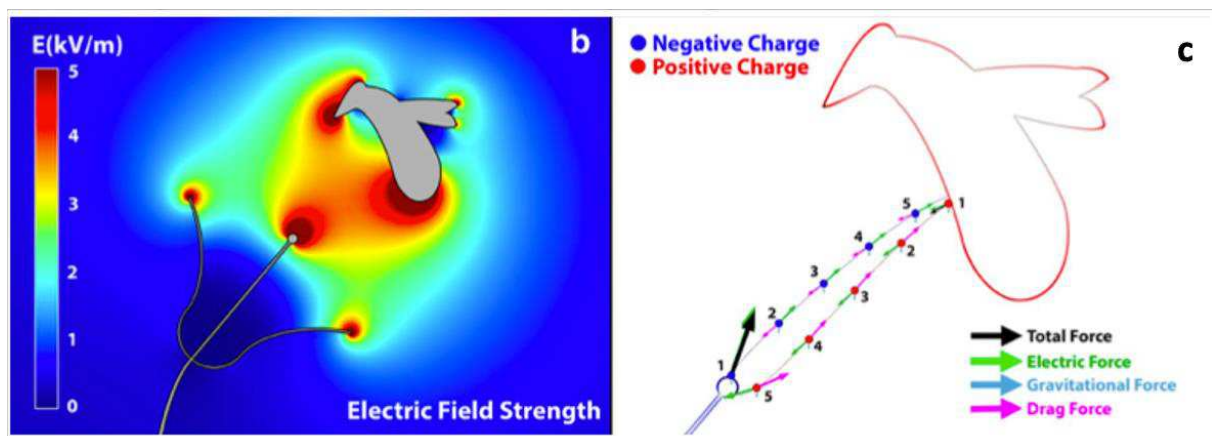 E(kV/m)
b
5
4
3
2
1
0
Electric Field Strength
c
Negative Charge
Positive Charge
5
1
4
2
3
3
2
4
1
5
Total Force
Electric Force
Gravitational Force
Drag Force